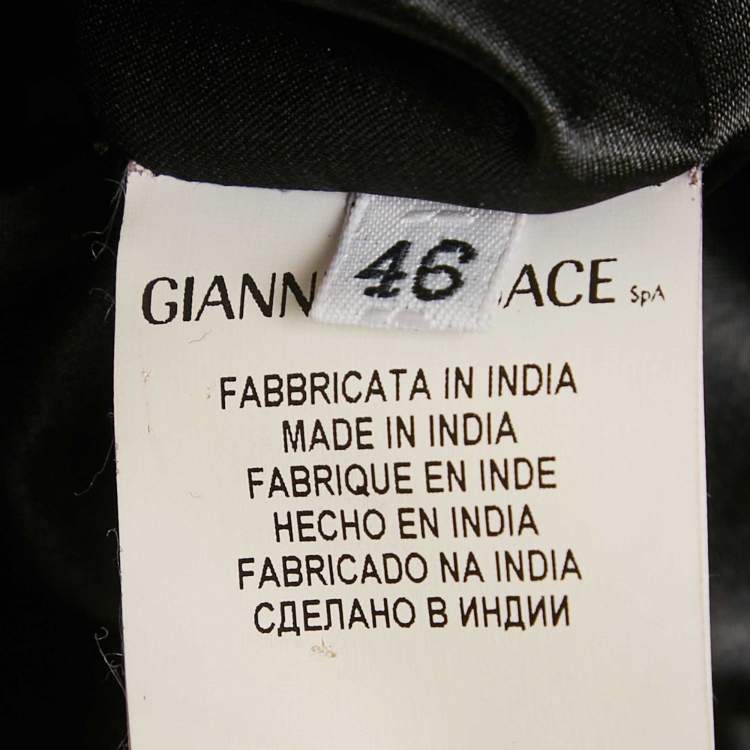 46
GIANN ACE SpA
FABBRICATA IN INDIA
MADE IN INDIA
FABRIQUE EN INDE
HECHO EN INDIA
FABRICADO NA INDIA
СДЕЛАНО В ИНДИИ